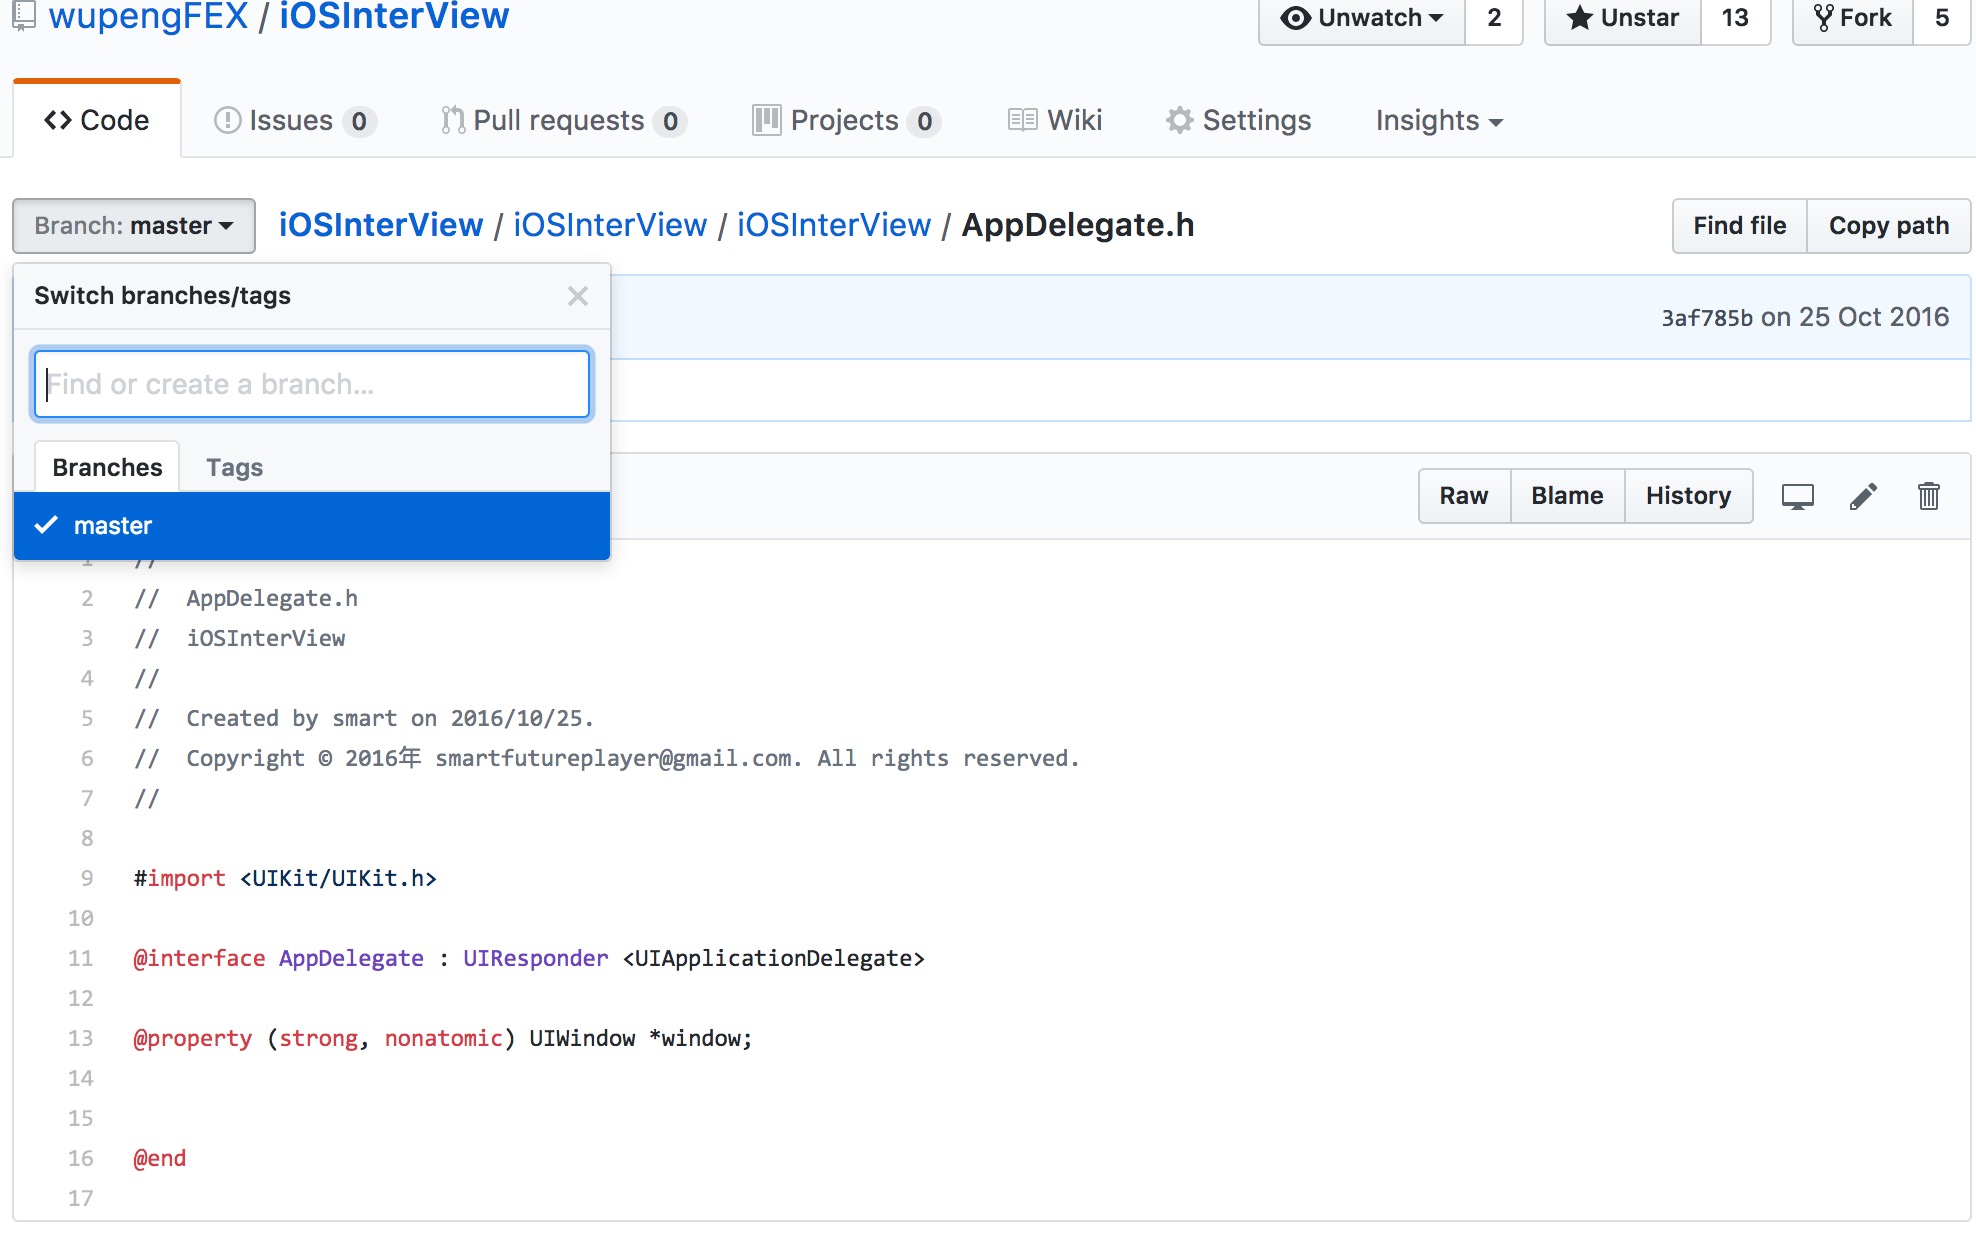 wupengFEX / iOSInterView
Unwatch 2 Unstar 13 Fork 5
Code Issues 0 Pull requests 0 Projects 0 Wiki Settings Insights
Branch: master iOSInterView / iOSInterView / iOSInterView / AppDelegate.h Find file Copy path
Switch branches/tags
3af785b on 25 Oct 2016
Find or create a branch...
Branches Tags
Raw Blame History
master
1 //
2 // AppDelegate.h
3 // iOSInterView
4 //
5 // Created by smart on 2016/10/25.
6 // Copyright © 2016年 smartfutureplayer@gmail.com. All rights reserved.
7 //
8
9 #import <UIKit/UIKit.h>
10
11 @interface AppDelegate : UIResponder <UIApplicationDelegate>
12
13 @property (strong, nonatomic) UIWindow *window;
14
15
16 @end
17